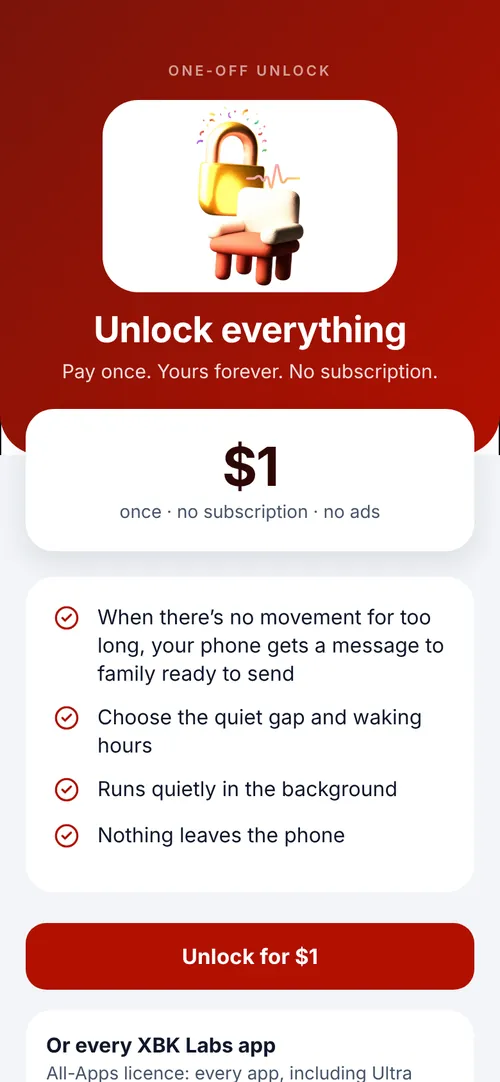 ONE-OFF UNLOCK
Unlock everything
Pay once. Yours forever. No subscription.
$1
once · no subscription · no ads
When there’s no movement for too
long, your phone gets a message to
family ready to send
Choose the quiet gap and waking
hours
Runs quietly in the background
Nothing leaves the phone
Unlock for $1
Or every XBK Labs app
All-Apps licence: every app, including Ultra